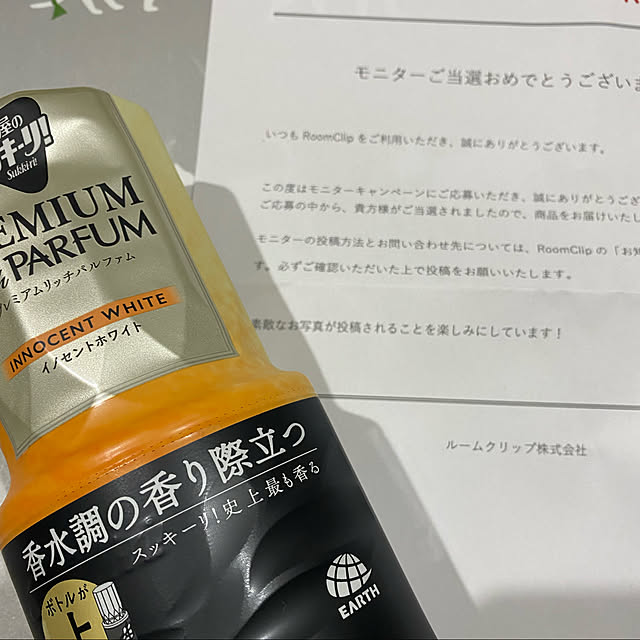 モニターご当選おめでとうございま
いつも RoomClip をご利用いただき、誠にありがとうございます。
この度はモニターキャンペーンにご応募いただき、誠にありがとうござ
ご応募の中から、貴方様がご当選されましたので、商品をお届けいたし
モニターの投稿方法とお問い合わせ先については、RoomClip の「お知
す。必ずご確認いただいた上で投稿をお願いいたします。
素敵なお写真が投稿されることを楽しみにしています！
ルームクリップ株式会社
屋の
ッキーリ!
Sukki-ri!
EMIUM
PARFUM
レミアムリッチパルファム
INNOCENT WHITE
イノセントホワイト
香水調の香り際立つ
スッキーリ!史上最も香る
ボトルが
上
EARTH